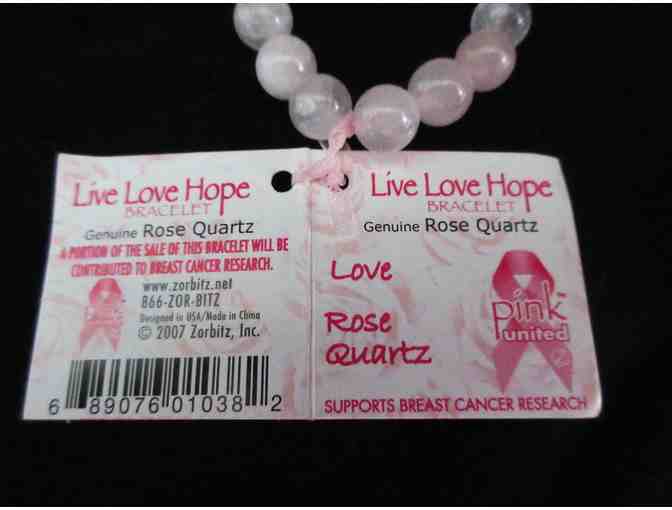 Live Love Hope
BRACELET
Genuine Rose Quartz
A PORTION OF THE SALE OF THIS BRACELET WILL BE
CONTRIBUTED TO BREAST CANCER RESEARCH.
www.zorbitz.net
866-ZOR-BITZ
Designed in USA/Made in China
© 2007 Zorbitz, Inc.
6 89076 01038 2
Live Love Hope
BRACELET
Genuine Rose Quartz
Love
Rose
Quartz
pink™
united
SUPPORTS BREAST CANCER RESEARCH